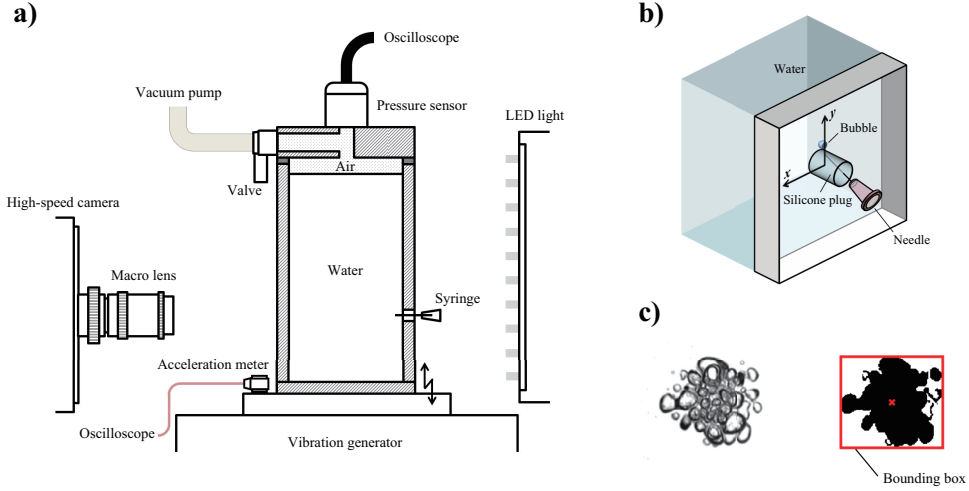 a)
Oscilloscope
Vacuum pump
Pressure sensor
LED light
Air
Valve
High-speed camera
Macro lens
Water
Syringe
Acceleration meter
Oscilloscope
Vibration generator
b)
Water
y
Bubble
x
Silicone plug
Needle
c)
Bounding box